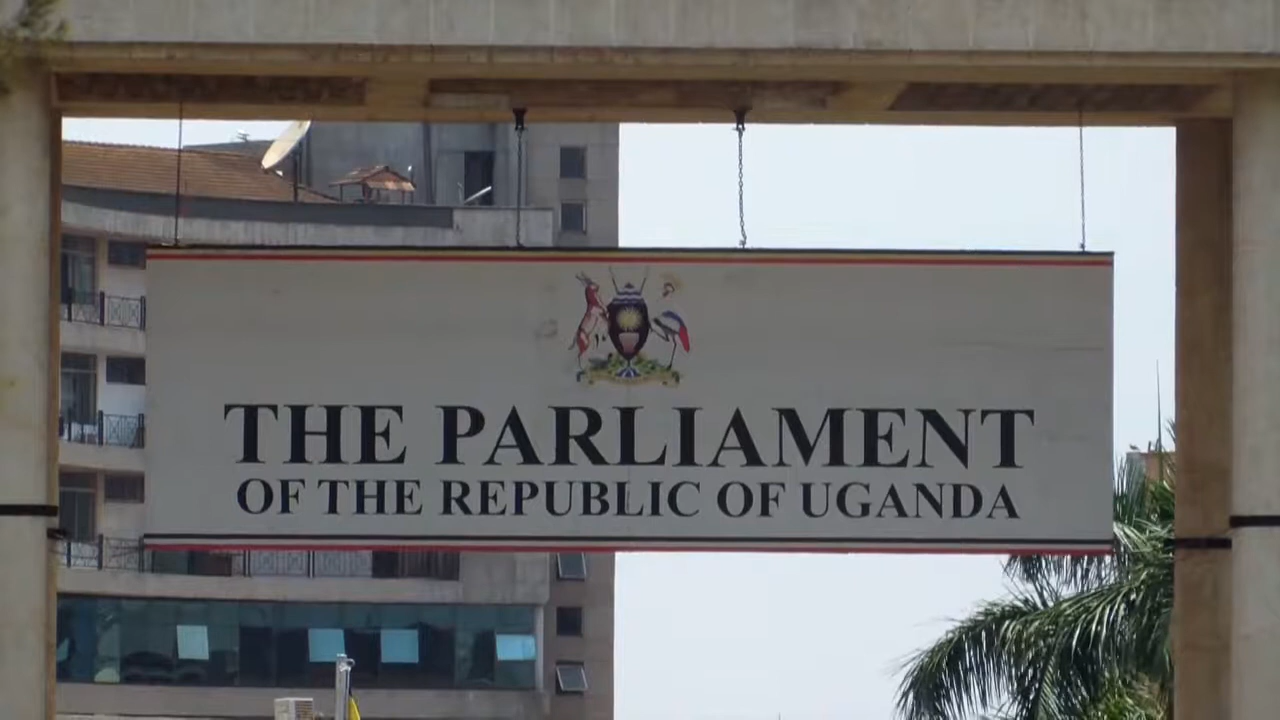 THE PARLIAMENT
OF THE REPUBLIC OF UGANDA